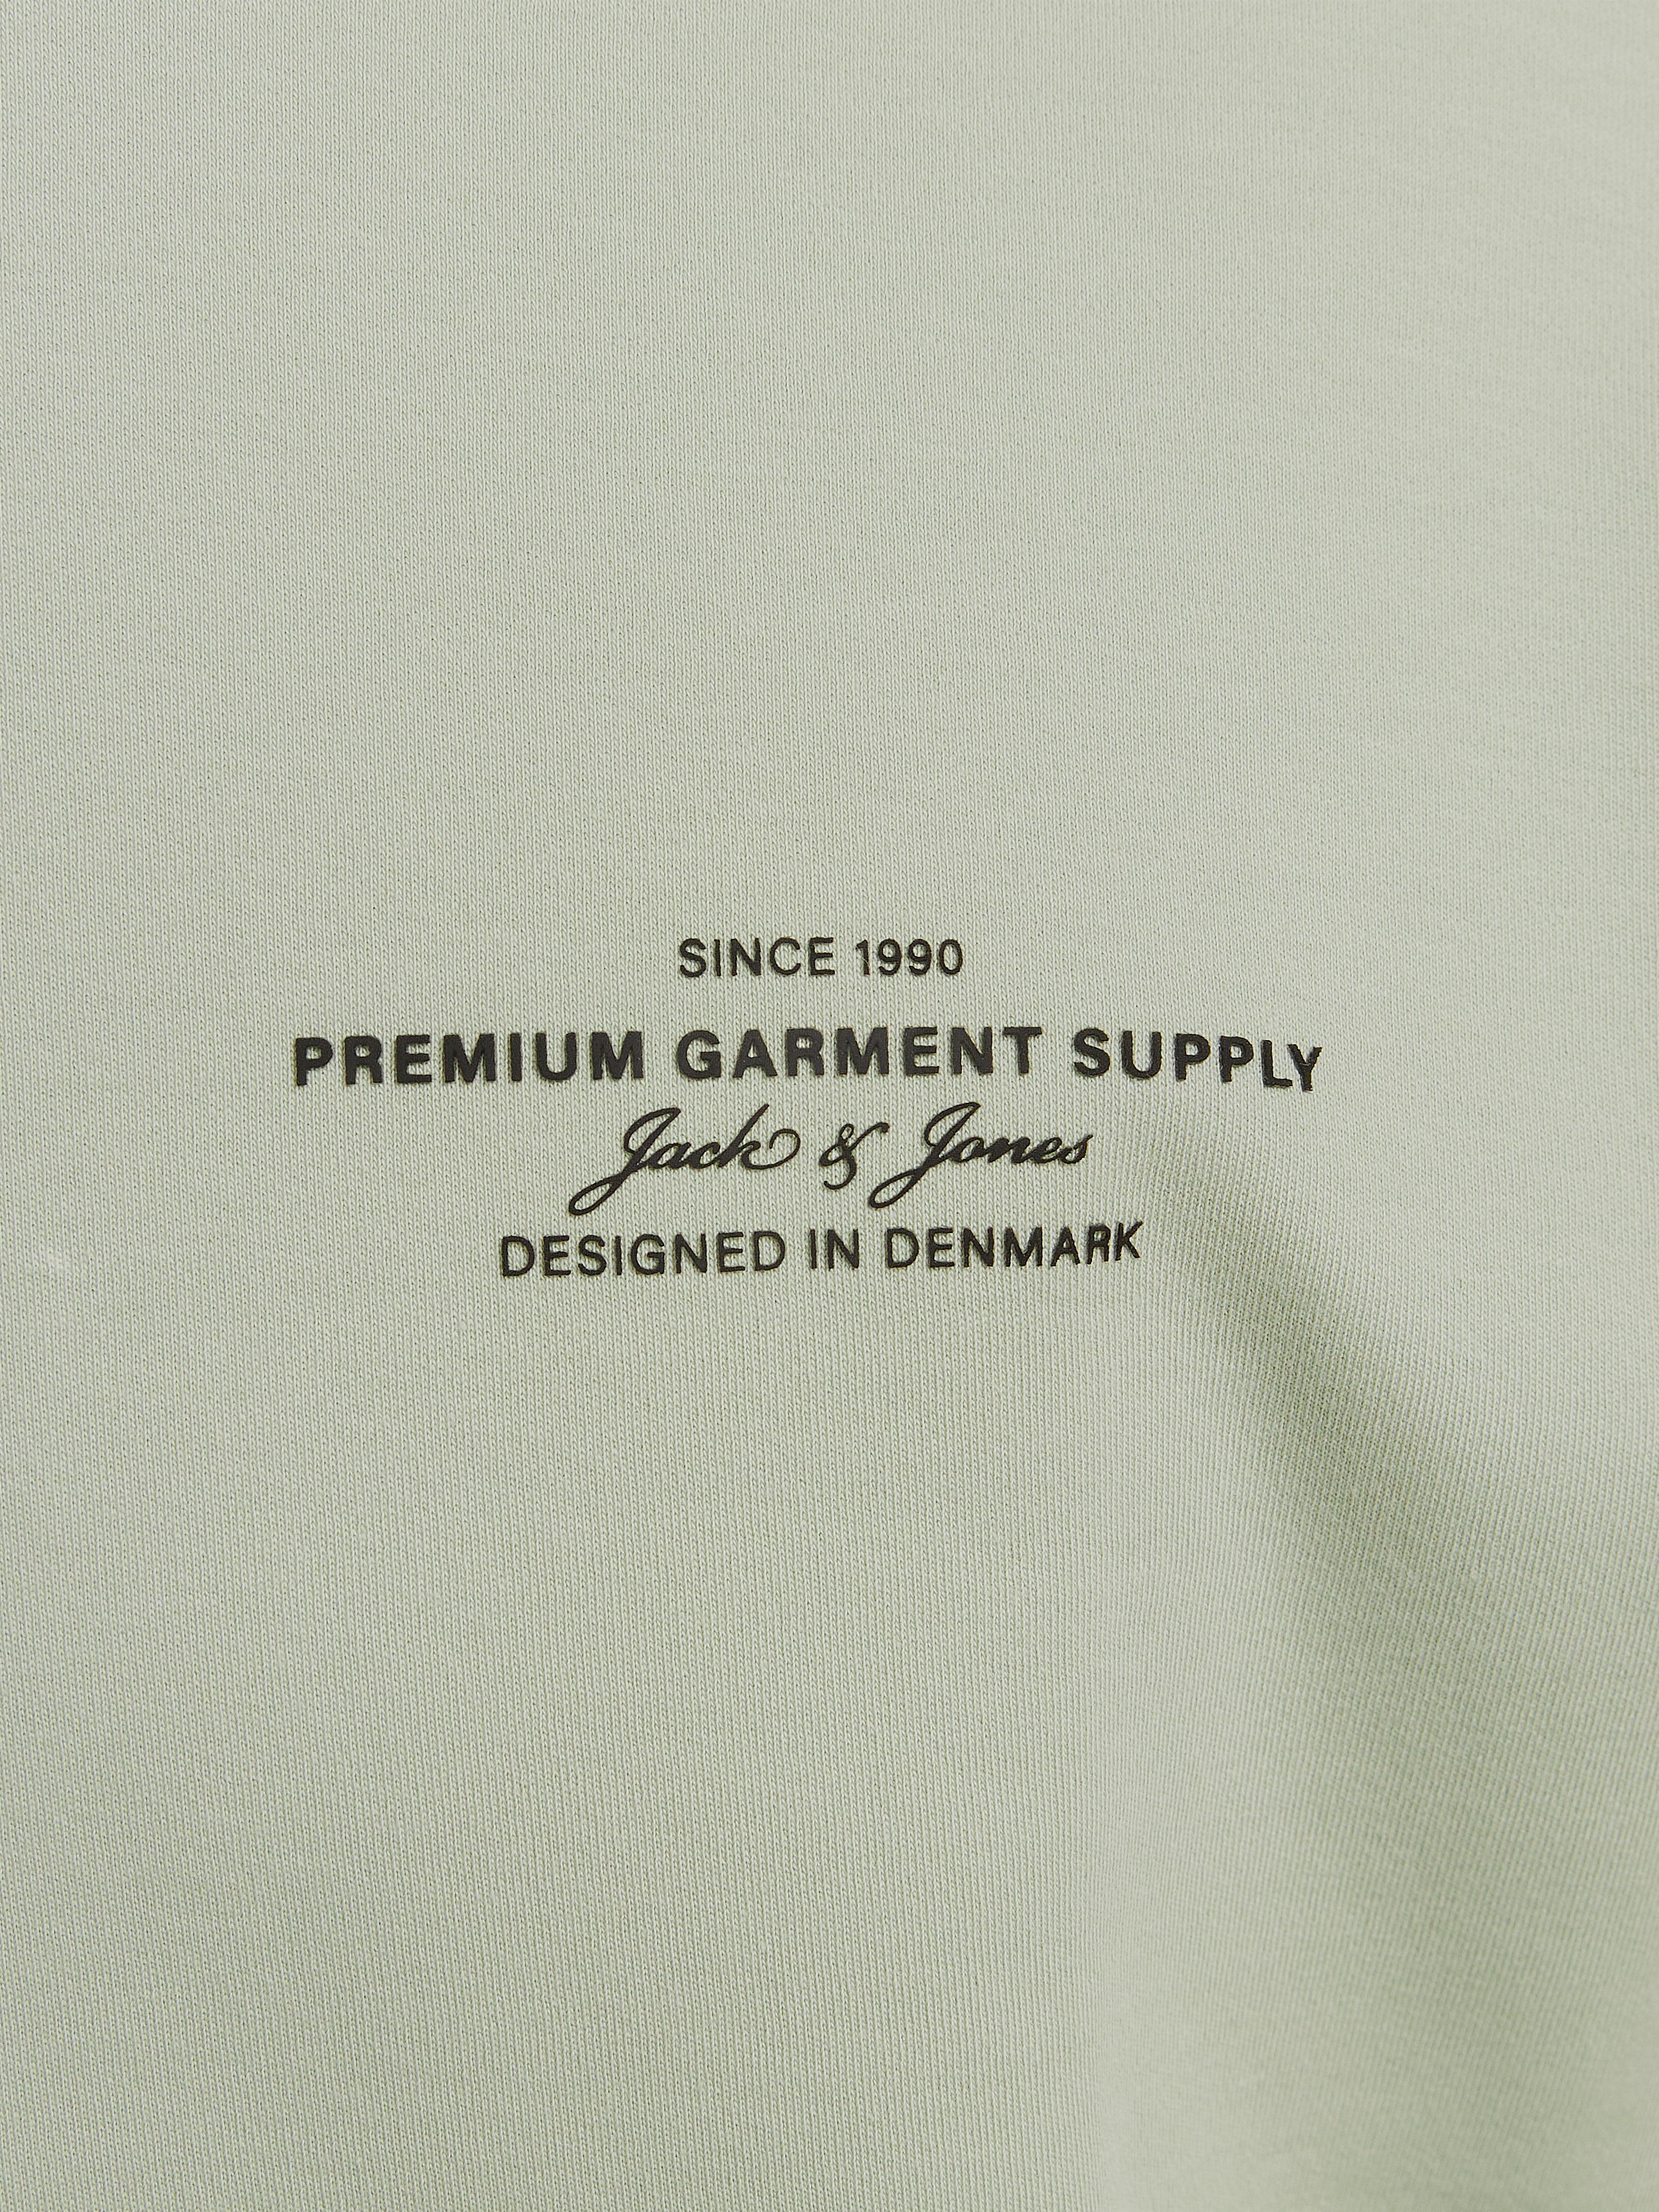 SINCE 1990
PREMIUM GARMENT SUPPLY
Jack & Jones
DESIGNED IN DENMARK